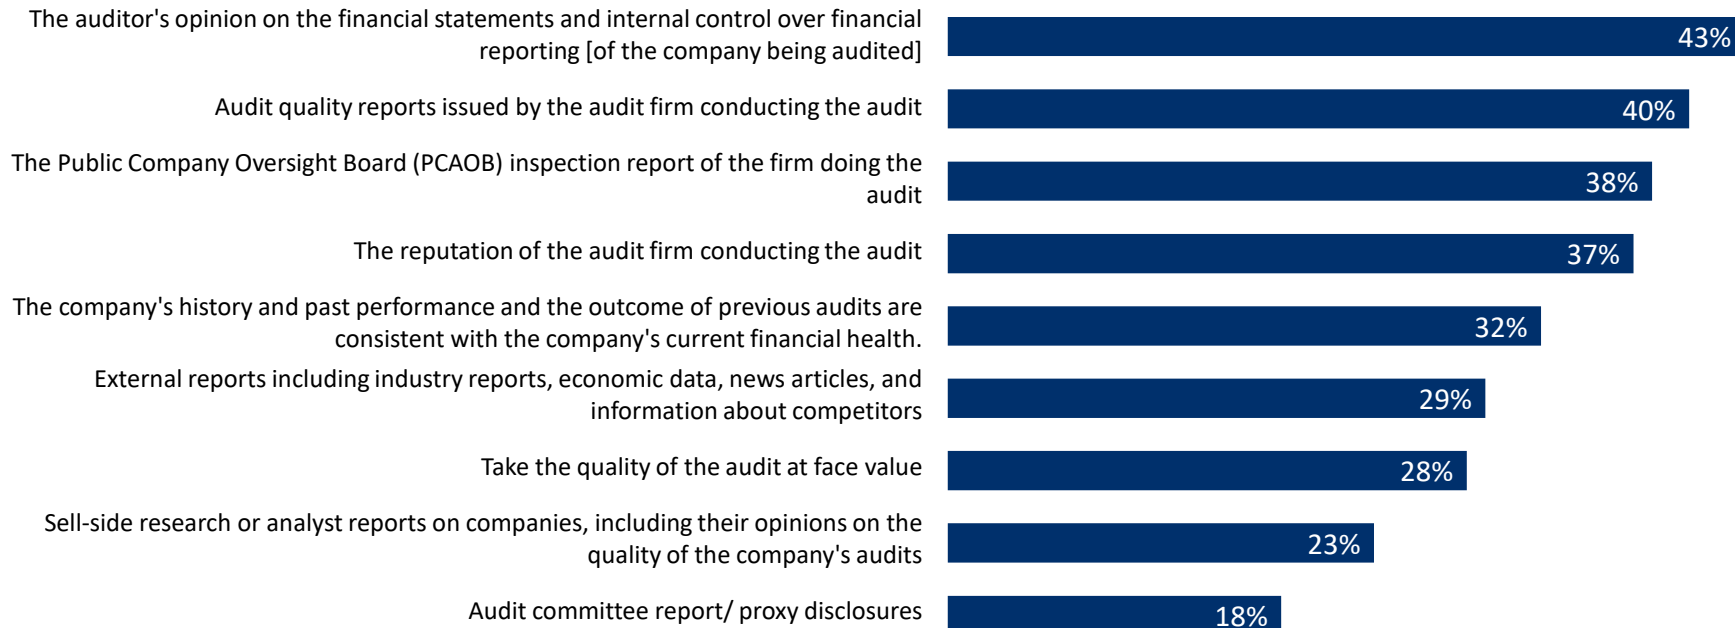 The auditor's opinion on the financial statements and internal control over financial
reporting [of the company being audited]
43%
Audit quality reports issued by the audit firm conducting the audit
40%
The Public Company Oversight Board (PCAOB) inspection report of the firm doing the
audit
38%
The reputation of the audit firm conducting the audit
37%
The company's history and past performance and the outcome of previous audits are
consistent with the company's current financial health.
32%
External reports including industry reports, economic data, news articles, and
information about competitors
29%
Take the quality of the audit at face value
28%
Sell-side research or analyst reports on companies, including their opinions on the
quality of the company's audits
23%
Audit committee report/ proxy disclosures
18%